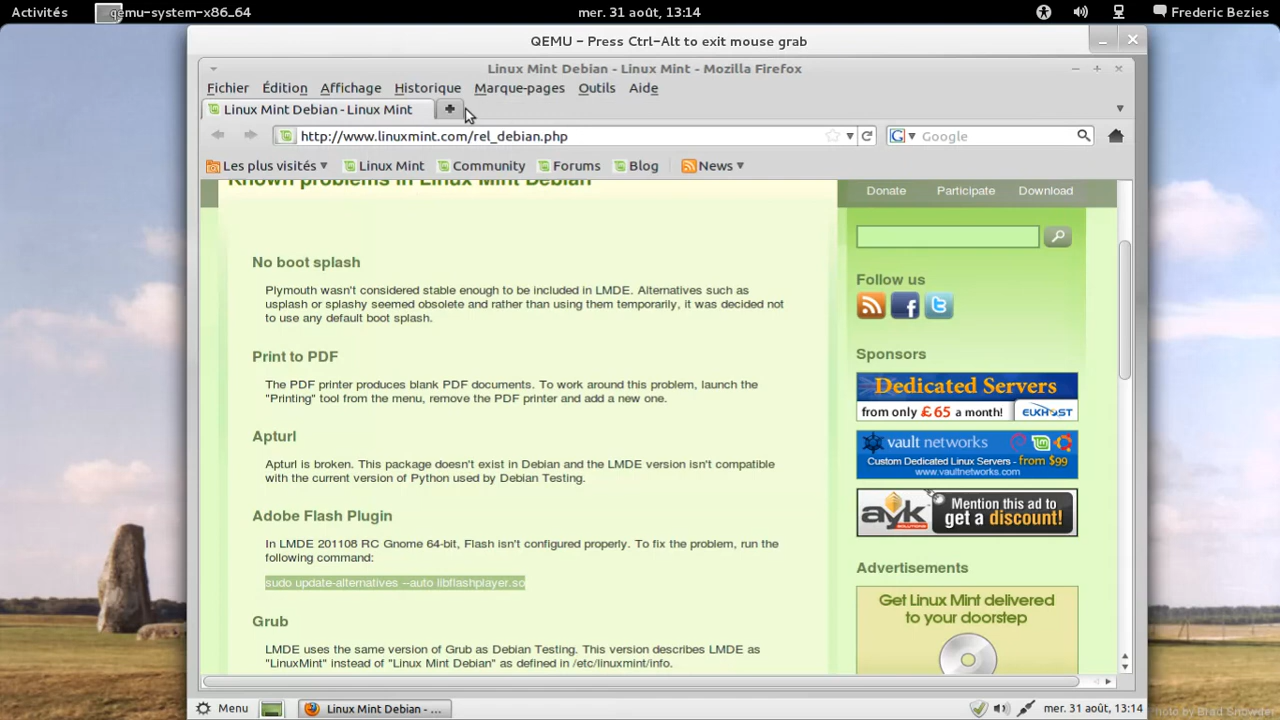 Activités
qemu-system-x86_64
mer. 31 août, 13:14
Frederic Bezies
QEMU - Press Ctrl-Alt to exit mouse grab
Linux Mint Debian - Linux Mint - Mozilla Firefox
Fichier Édition Affichage Historique Marque-pages Outils Aide
Linux Mint Debian - Linux Mint
http://www.linuxmint.com/rel_debian.php
Google
Les plus visités Linux Mint Community Forums Blog News
Known problems in Linux Mint Debian
Donate Participate Download
No boot splash
Plymouth wasn't considered stable enough to be included in LMDE. Alternatives such as
usplash or splashy seemed obsolete and rather than using them temporarily, it was decided not
to use any default boot splash.
Print to PDF
The PDF printer produces blank PDF documents. To work around this problem, launch the
"Printing" tool from the menu, remove the PDF printer and add a new one.
Apturl
Apturl is broken. This package doesn't exist in Debian and the LMDE version isn't compatible
with the current version of Python used by Debian Testing.
Adobe Flash Plugin
In LMDE 201108 RC Gnome 64-bit, Flash isn't configured properly. To fix the problem, run the
following command:
sudo update-alternatives --auto libflashplayer.so
Grub
LMDE uses the same version of Grub as Debian Testing. This version describes LMDE as
"LinuxMint" instead of "Linux Mint Debian" as defined in /etc/linuxmint/info.
Follow us
Sponsors
Dedicated Servers
from only £65 a month! ELKHOST
vault networks
Custom Dedicated Linux Servers - from $99
www.vaultnetworks.com
ayk SOLUTIONS
Mention this ad to
get a discount!
Advertisements
Get Linux Mint delivered
to your doorstep
Menu
Linux Mint Debian - ...
mer. 31 août, 13:14
Photo by Brad Snowder